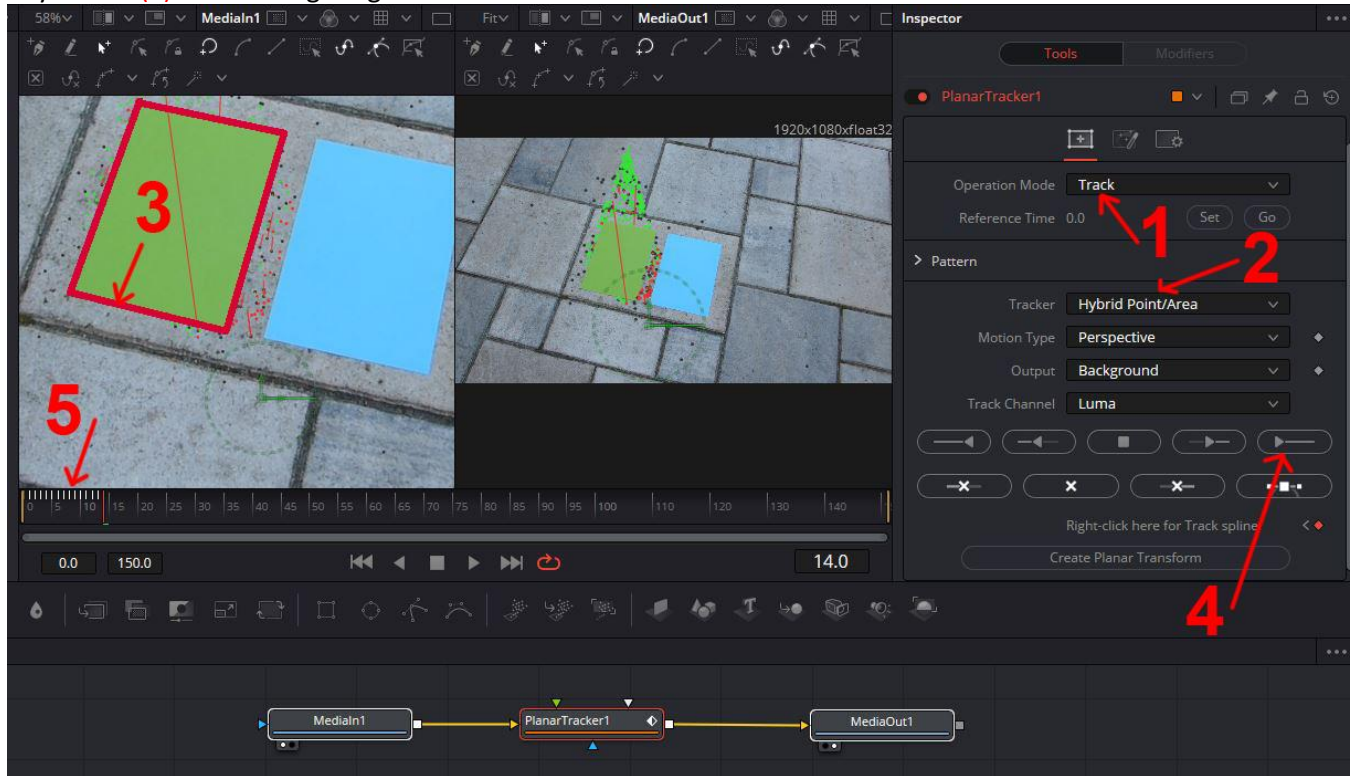 58% MediaIn1 Fit MediaOut1 Inspector
Tools Modifiers
PlanarTracker1
1920x1080xfloat32
Operation Mode Track
Reference Time 0.0 Set Go
1
2
3
Pattern
Tracker Hybrid Point/Area
Motion Type Perspective
Output Background
Track Channel Luma
5
0 5 10 15 20 25 30 35 40 45 50 55 60 65 70 75 80 85 90 95 100 110 120 130 140
Right-click here for Track spline
0.0 150.0 14.0
Create Planar Transform
4
T
MediaIn1 PlanarTracker1 MediaOut1